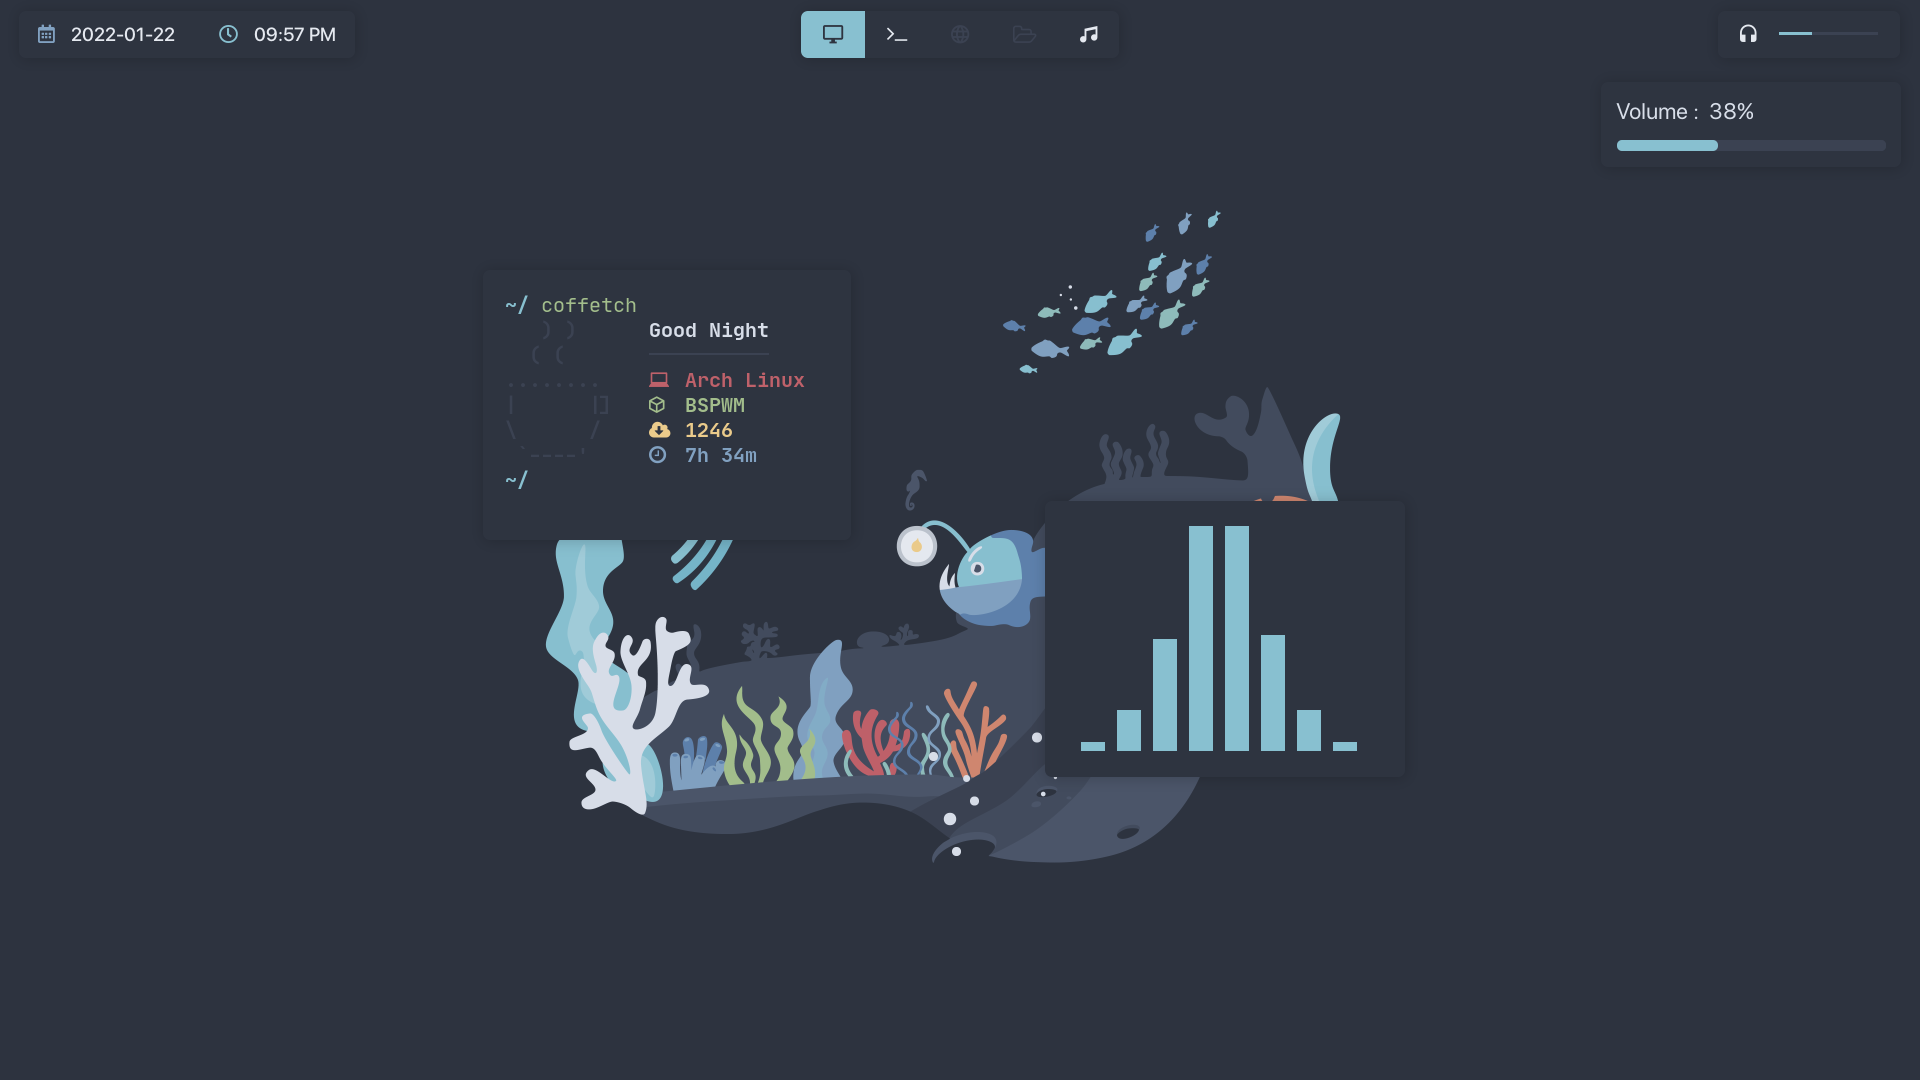 2022-01-22 09:57 PM
Volume : 38%
~/ coffetch
Good Night
Arch Linux
BSPWM
1246
7h 34m
~/